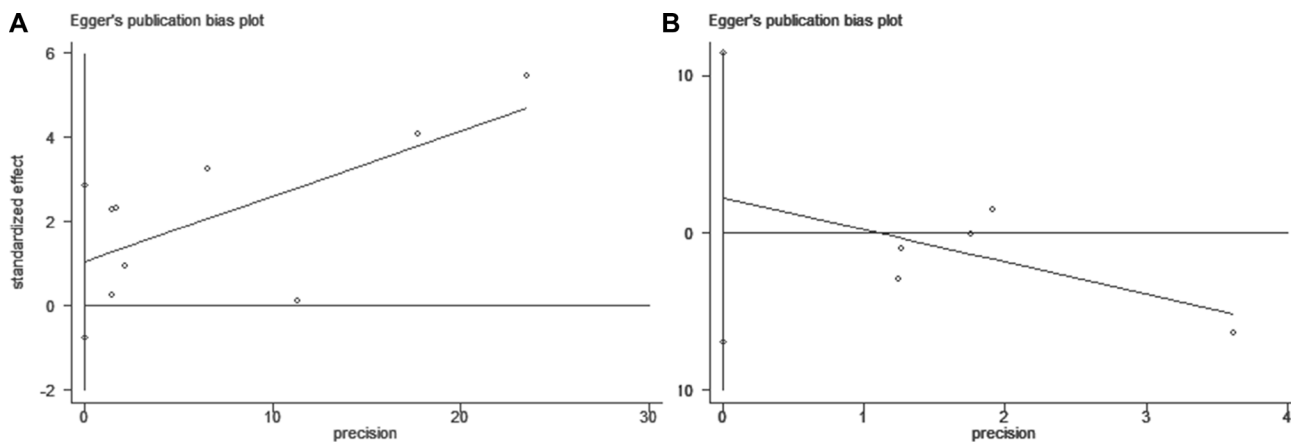 A
Egger's publication bias plot
standardized effect
6
4
2
0
-2
0 10 20 30
precision
B
Egger's publication bias plot
10
0
10
0 1 2 3 4
precision